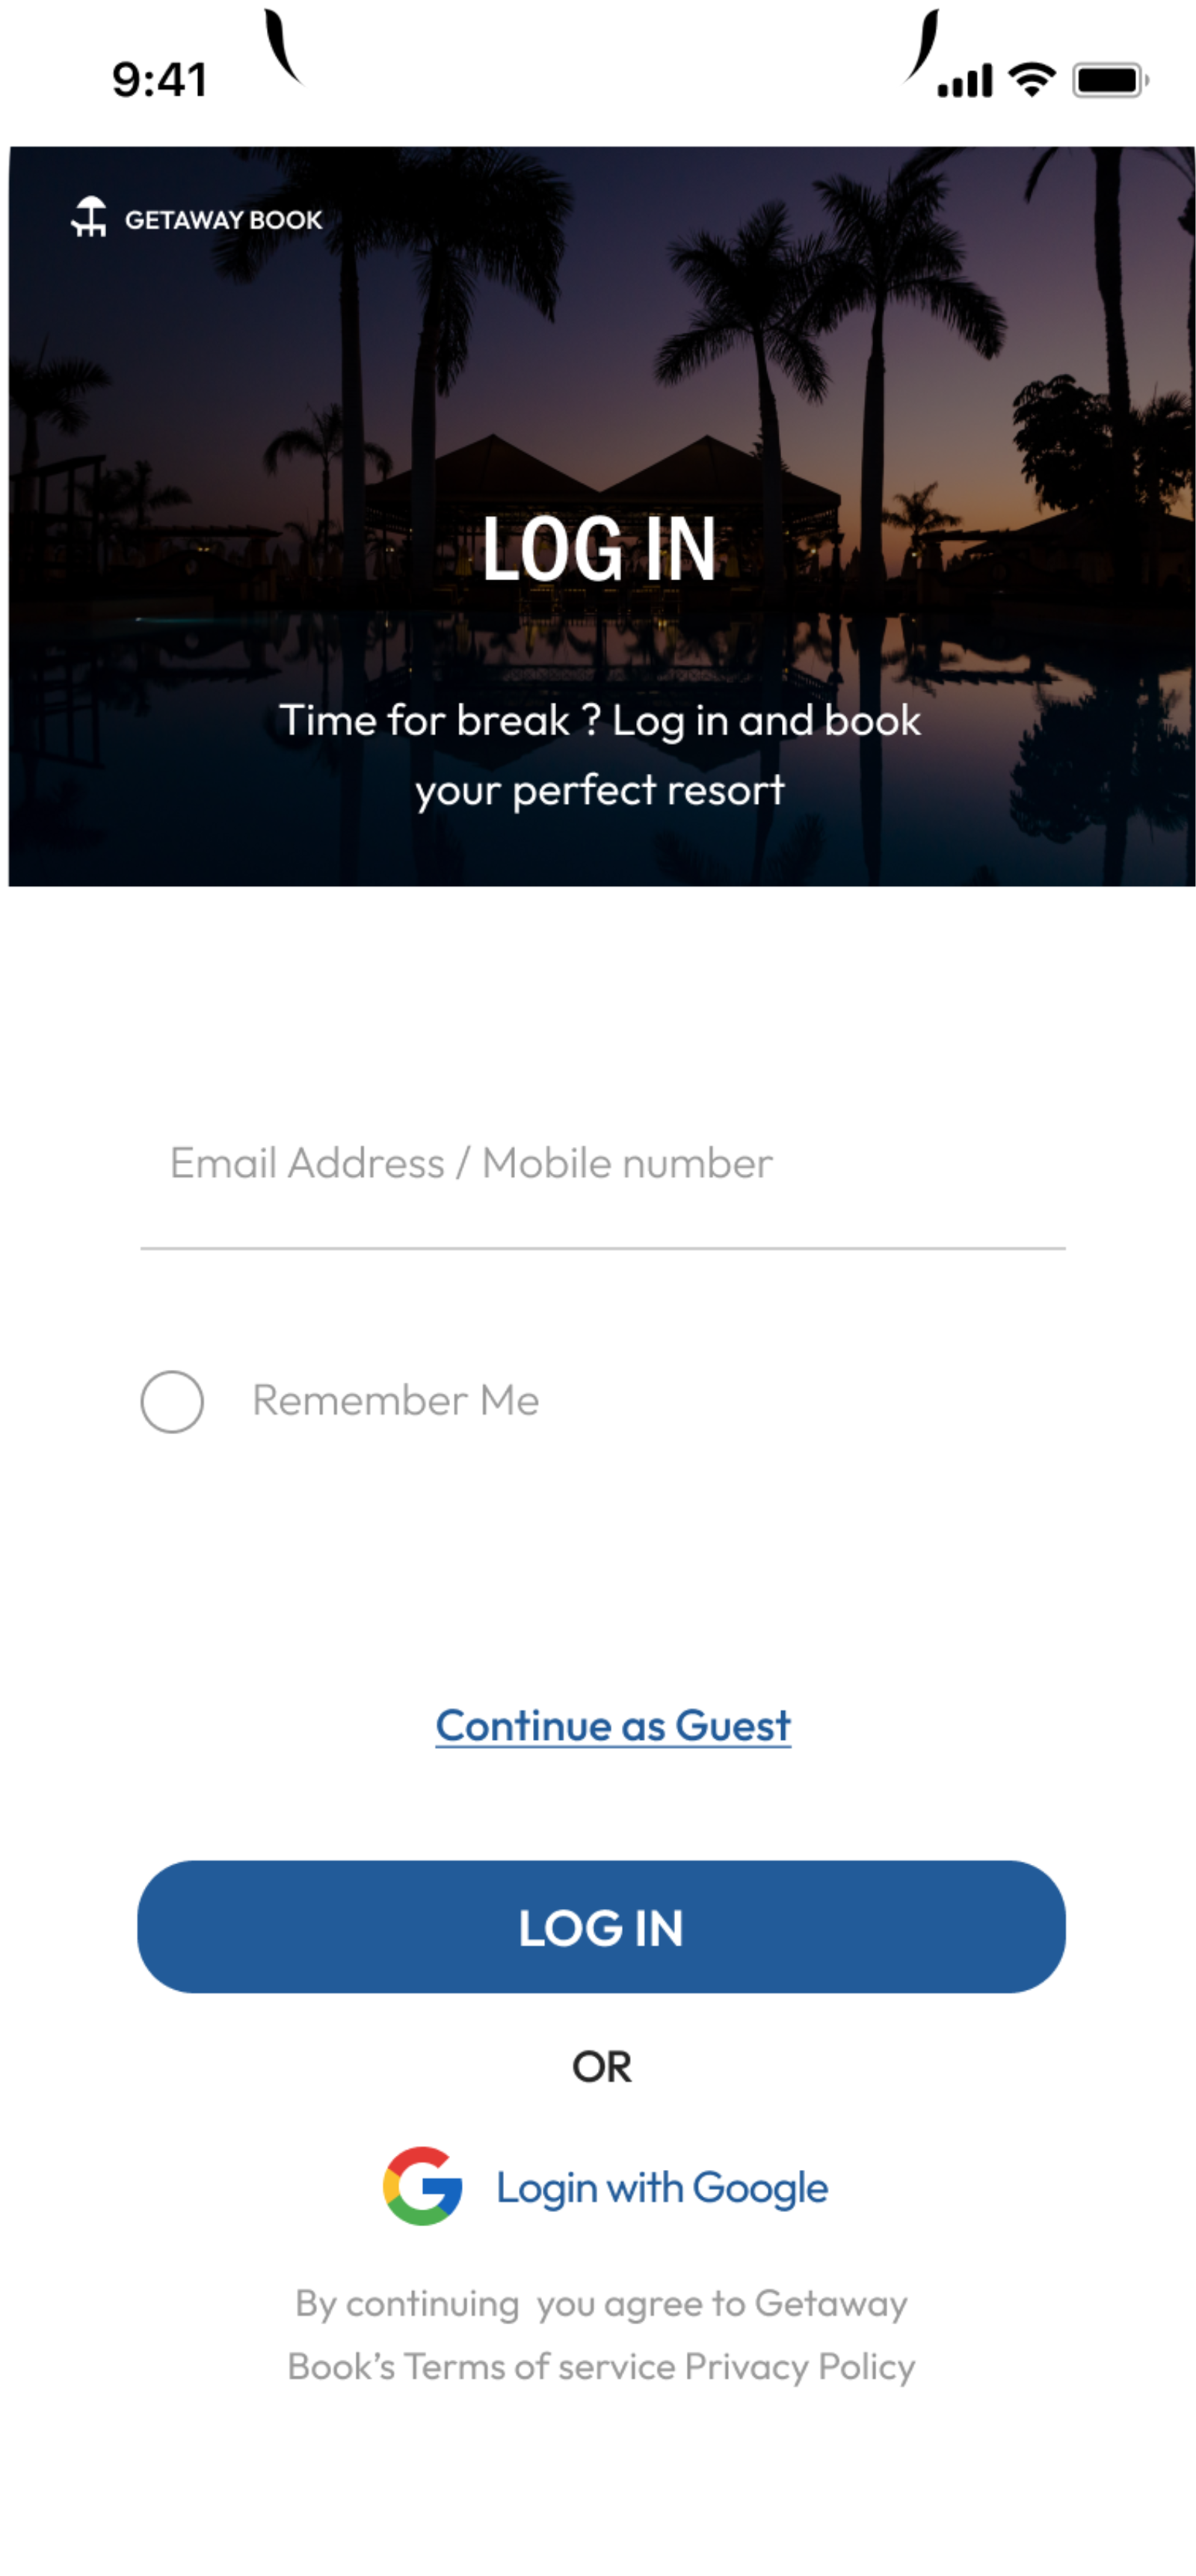 9:41
GETAWAY BOOK
LOG IN
Time for break ? Log in and book
your perfect resort
Email Address / Mobile number
Remember Me
Continue as Guest
LOG IN
OR
Login with Google
By continuing  you agree to Getaway
Book’s Terms of service Privacy Policy